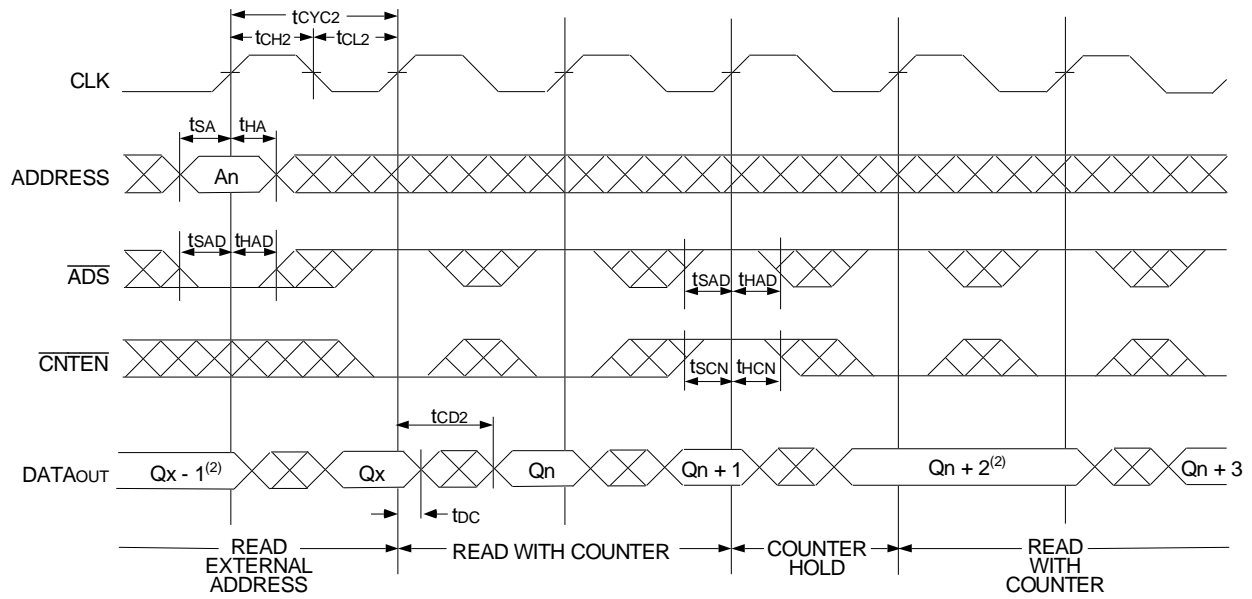 tCYC2
tCH2 tCL2
CLK
tSA tHA
ADDRESS An
tSAD tHAD
ADS tSAD tHAD
CNTEN tSCN tHCN
tCD2
DATAOUT Qx - 1(2) Qx Qn Qn + 1 Qn + 2(2) Qn + 3
tDC
READ EXTERNAL ADDRESS
READ WITH COUNTER
COUNTER HOLD
READ WITH COUNTER